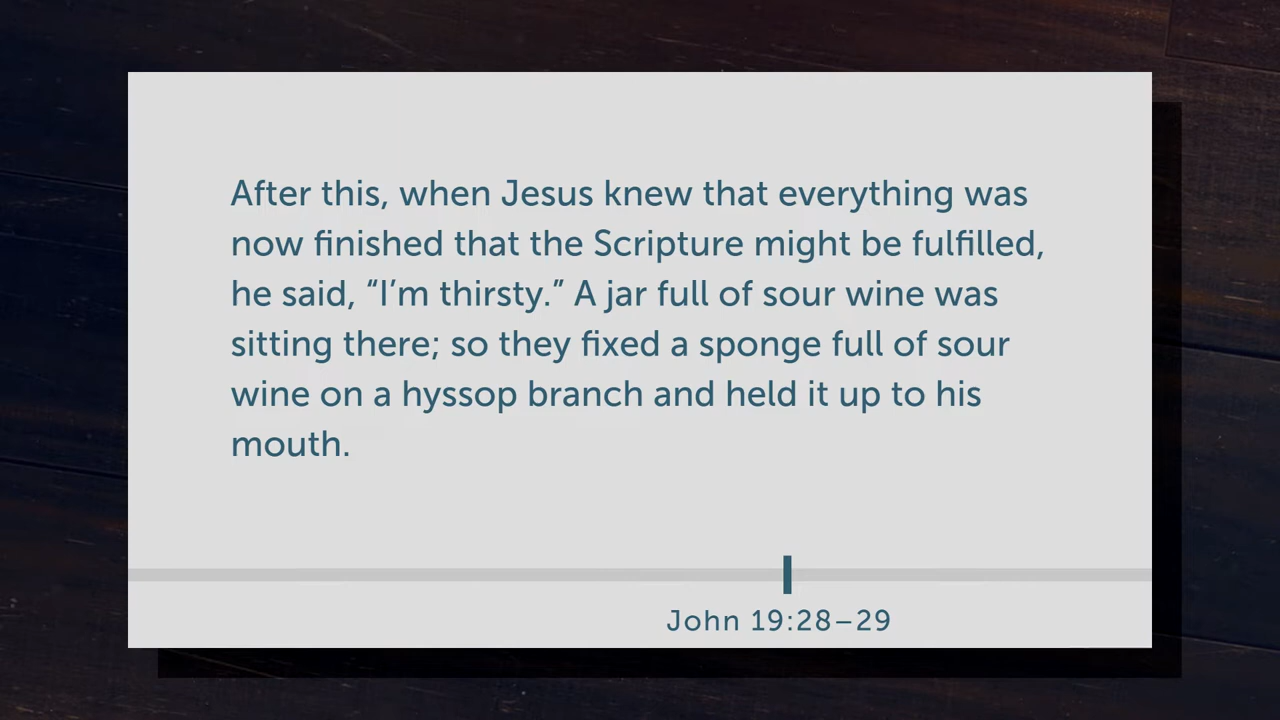 After this, when Jesus knew that everything was
now finished that the Scripture might be fulfilled,
he said, “I’m thirsty.” A jar full of sour wine was
sitting there; so they fixed a sponge full of sour
wine on a hyssop branch and held it up to his
mouth.
John 19:28–29